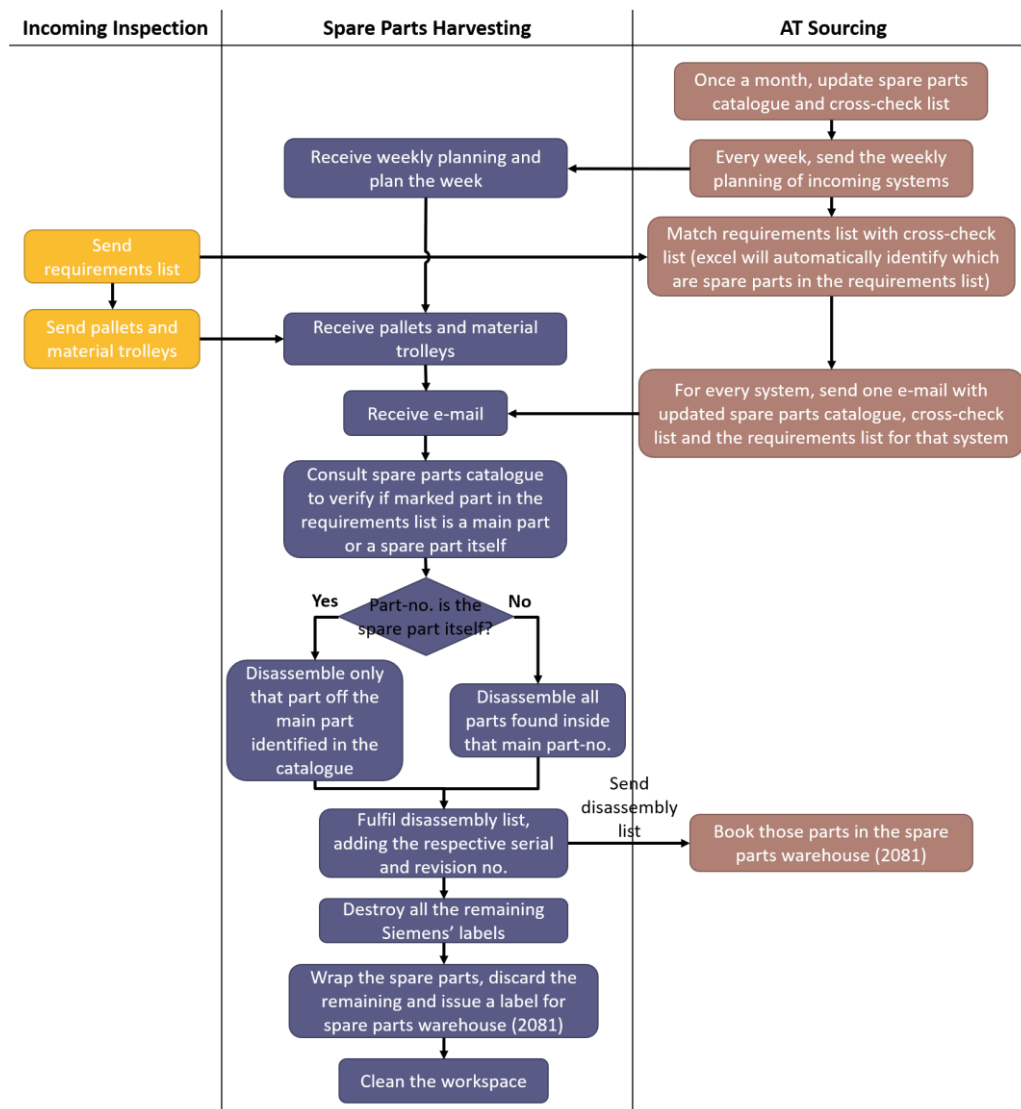 Incoming Inspection
Spare Parts Harvesting
AT Sourcing
Once a month, update spare parts
catalogue and cross-check list
Receive weekly planning and
plan the week
Every week, send the weekly
planning of incoming systems
Send
requirements list
Match requirements list with cross-check
list (excel will automatically identify which
are spare parts in the requirements list)
Send pallets and
material trolleys
Receive pallets and material
trolleys
Receive e-mail
For every system, send one e-mail with
updated spare parts catalogue, cross-check
list and the requirements list for that system
Consult spare parts catalogue
to verify if marked part in the
requirements list is a main part
or a spare part itself
Yes
Part-no. is the
spare part itself?
No
Disassemble only
that part off the
main part
identified in the
catalogue
Disassemble all
parts found inside
that main part-no.
Send
disassembly
list
Fulfil disassembly list,
adding the respective serial
and revision no.
Book those parts in the spare
parts warehouse (2081)
Destroy all the remaining
Siemens’ labels
Wrap the spare parts, discard the
remaining and issue a label for
spare parts warehouse (2081)
Clean the workspace